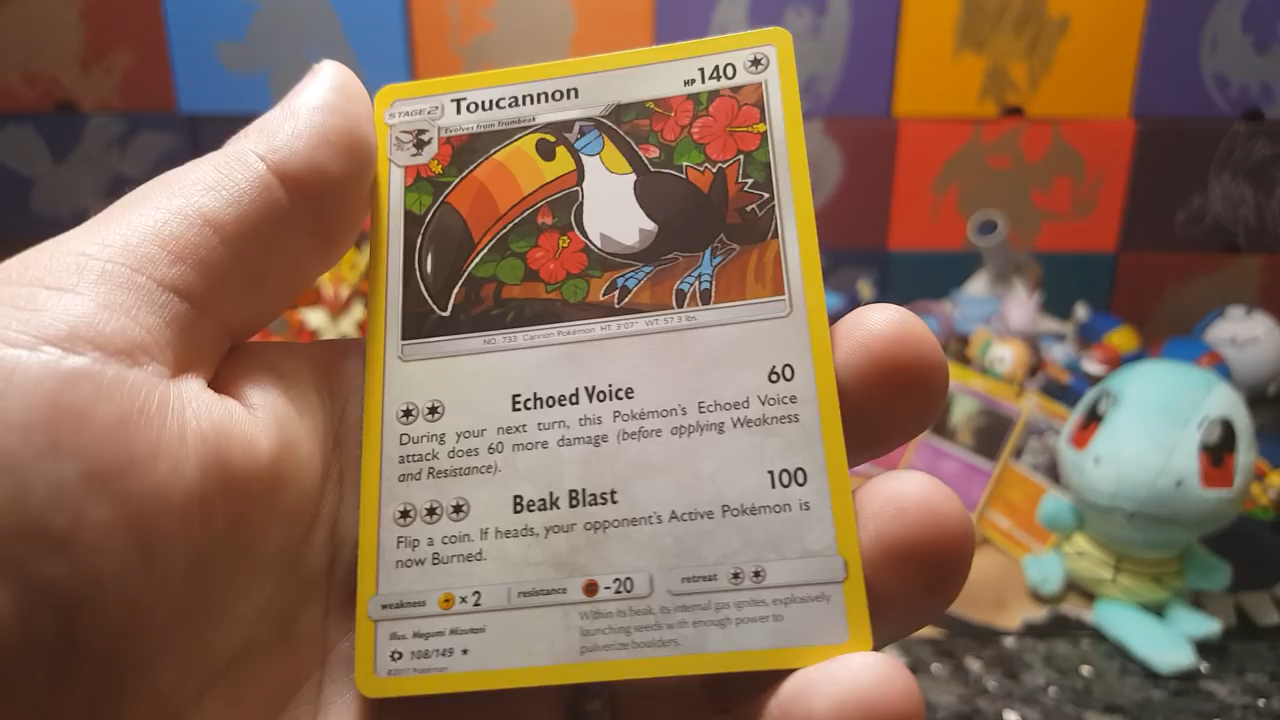 STAGE 2 Toucannon HP 140
Evolves from Trumbeak
NO. 733 Cannon Pokémon HT: 3'07" WT: 57.3 lbs.
Echoed Voice 60
During your next turn, this Pokémon's Echoed Voice
attack does 60 more damage (before applying Weakness
and Resistance).
Beak Blast 100
Flip a coin. If heads, your opponent's Active Pokémon is
now Burned.
weakness ×2 resistance -20 retreat
Illus. Megumi Mizutani
108/149 ★
©2017 Pokémon
Within its beak, its internal gas ignites, explosively
launching seeds with enough power to
pulverize boulders.